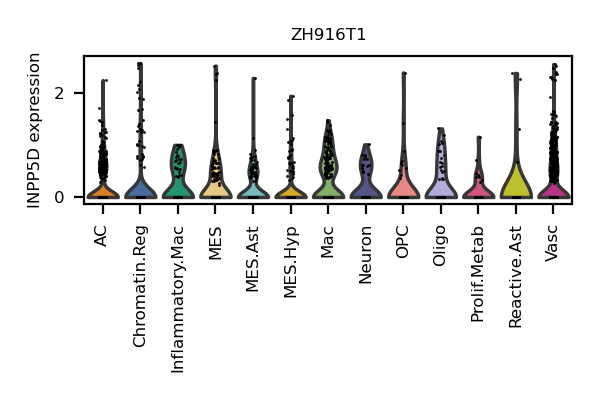 ZH916T1
INPP5D expression
2
0
AC
Chromatin.Reg
Inflammatory.Mac
MES
MES.Ast
MES.Hyp
Mac
Neuron
OPC
Oligo
Prolif.Metab
Reactive.Ast
Vasc